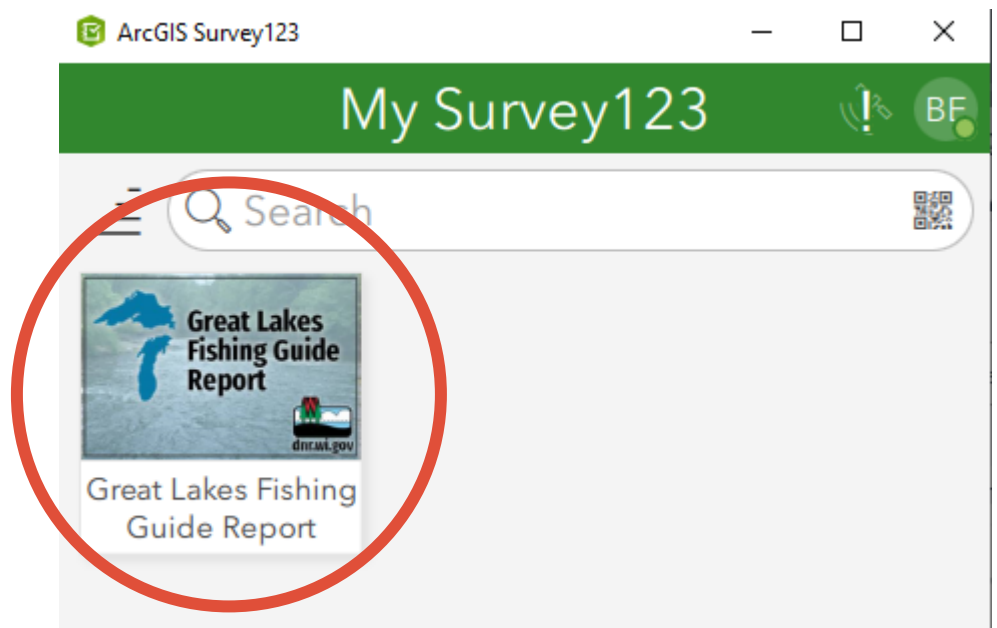 ArcGIS Survey123
My Survey123
BF
Search
Great Lakes
Fishing Guide
Report
W
dnr.wi.gov
Great Lakes Fishing
Guide Report